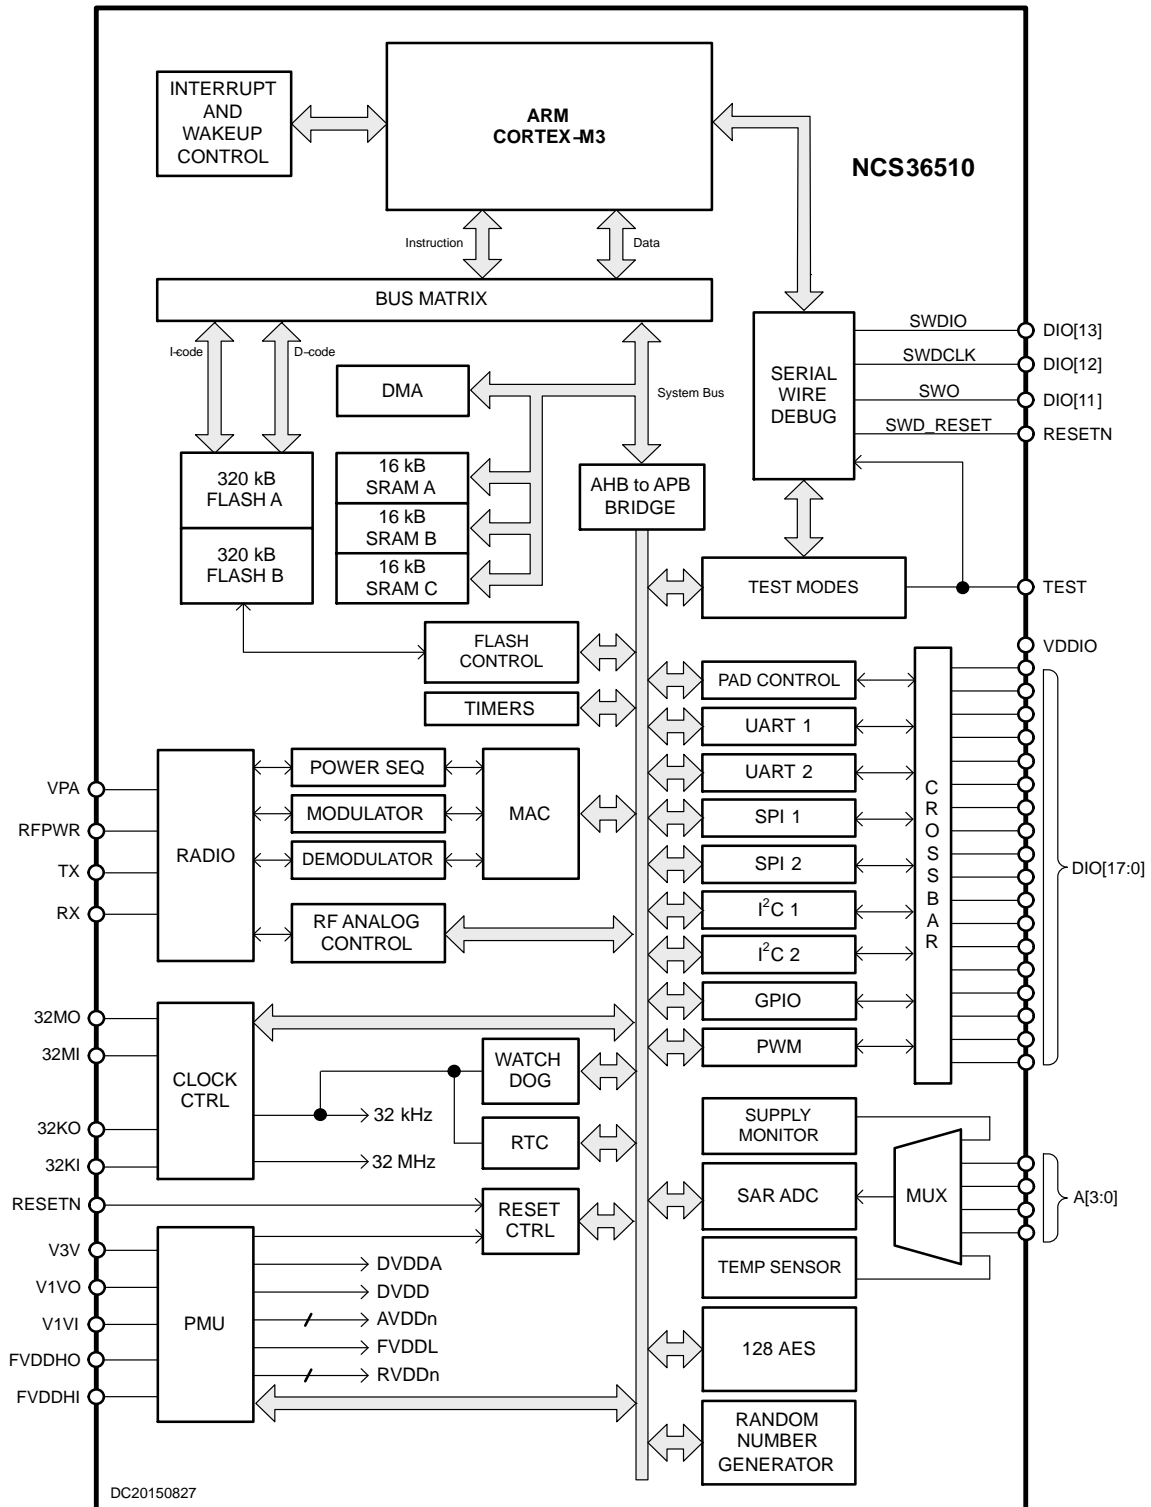 INTERRUPT
AND
WAKEUP
CONTROL
ARM
CORTEX-M3
NCS36510
Instruction
Data
BUS MATRIX
I-code
D-code
DMA
System Bus
SERIAL
WIRE
DEBUG
SWDIO
DIO[13]
SWDCLK
DIO[12]
SWO
DIO[11]
SWD_RESET
RESETN
320 kB
FLASH A
320 kB
FLASH B
16 kB
SRAM A
16 kB
SRAM B
16 kB
SRAM C
AHB to APB
BRIDGE
TEST MODES
TEST
FLASH
CONTROL
TIMERS
VDDIO
PAD CONTROL
UART 1
UART 2
SPI 1
SPI 2
I2C 1
I2C 2
GPIO
PWM
CROSSBAR
DIO[17:0]
VPA
RFPWR
TX
RX
RADIO
POWER SEQ
MODULATOR
DEMODULATOR
MAC
RF ANALOG
CONTROL
32MO
32MI
32KO
32KI
CLOCK
CTRL
WATCH
DOG
32 kHz
RTC
32 MHz
RESETN
RESET
CTRL
V3V
V1VO
V1VI
FVDDHO
FVDDHI
PMU
DVDDA
DVDD
AVDDn
FVDDL
RVDDn
SUPPLY
MONITOR
SAR ADC
MUX
A[3:0]
TEMP SENSOR
128 AES
RANDOM
NUMBER
GENERATOR
DC20150827